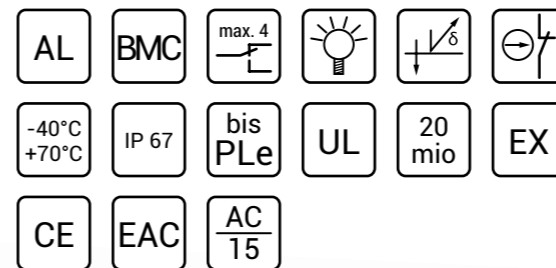 AL
BMC
max. 4
δ
-40°C
+70°C
IP 67
bis
PLe
UL
20
mio
EX
CE
EAC
AC
15